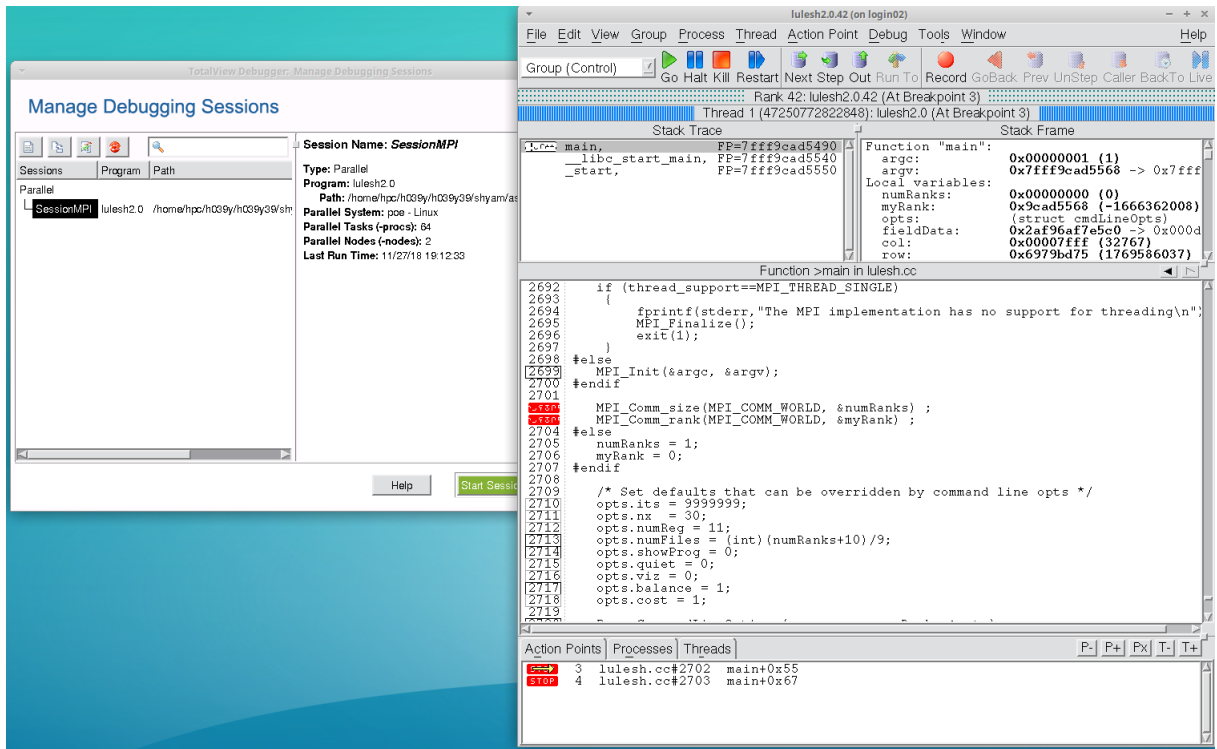 TotalView Debugger: Manage Debugging Sessions
Manage Debugging Sessions
Sessions Program Path
Parallel
SessionMPI lulesh2.0 /home/hpc/h039y/h039y39/shy
Session Name: SessionMPI
Type: Parallel
Program: lulesh2.0
Path: /home/hpc/h039y/h039y39/shyam/as
Parallel System: poe - Linux
Parallel Tasks (-procs): 64
Parallel Nodes (-nodes): 2
Last Run Time: 11/27/18 19:12:33
Help
Start Sessio
lulesh2.0.42 (on login02)
File Edit View Group Process Thread Action Point Debug Tools Window Help
Group (Control)
Go Halt Kill Restart Next Step Out Run To Record GoBack Prev UnStep Caller BackTo Live
Rank 42: lulesh2.0.42 (At Breakpoint 3)
Thread 1 (47250772822848): lulesh2.0 (At Breakpoint 3)
Stack Trace
main, FP=7fff9cad5490
__libc_start_main, FP=7fff9cad5540
_start, FP=7fff9cad5550
Stack Frame
Function "main":
argc: 0x00000001 (1)
argv: 0x7fff9cad5568 -> 0x7fff
Local variables:
numRanks: 0x00000000 (0)
myRank: 0x9cad5568 (-1666362008)
opts: (struct cmdLineOpts)
fieldData: 0x2af96af7e5c0 -> 0x000d
col: 0x00007fff (32767)
row: 0x6979bd75 (1769586037)
Function >main in lulesh.cc
2692 if (thread_support==MPI_THREAD_SINGLE)
2693 {
2694 fprintf(stderr,"The MPI implementation has no support for threading\n")
2695 MPI_Finalize();
2696 exit(1);
2697 }
2698 #else
2699 MPI_Init(&argc, &argv);
2700 #endif
2701
MPI_Comm_size(MPI_COMM_WORLD, &numRanks) ;
MPI_Comm_rank(MPI_COMM_WORLD, &myRank) ;
2704 #else
2705 numRanks = 1;
2706 myRank = 0;
2707 #endif
2708
2709 /* Set defaults that can be overridden by command line opts */
2710 opts.its = 9999999;
2711 opts.nx = 30;
2712 opts.numReg = 11;
2713 opts.numFiles = (int)(numRanks+10)/9;
2714 opts.showProg = 0;
2715 opts.quiet = 0;
2716 opts.viz = 0;
2717 opts.balance = 1;
2718 opts.cost = 1;
2719
Action Points Processes Threads P- P+ Px T- T+
3 lulesh.cc#2702 main+0x55
STOP 4 lulesh.cc#2703 main+0x67